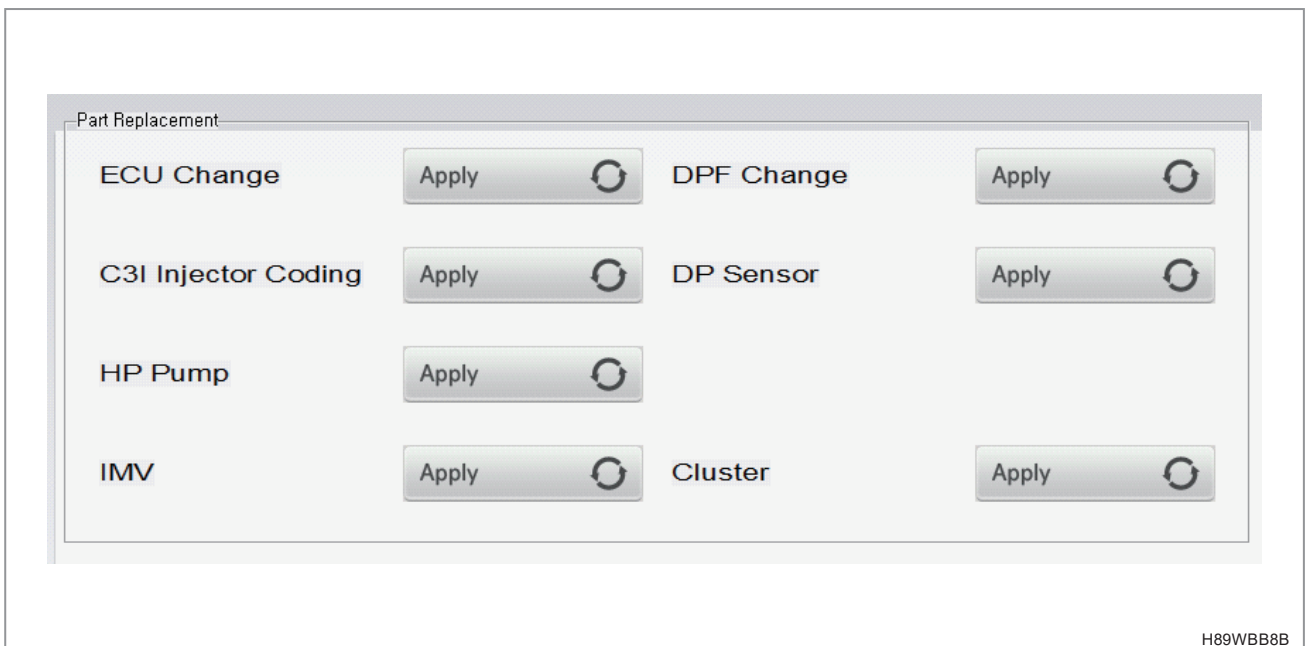 Part Replacement
ECU Change Apply DPF Change Apply
C3I Injector Coding Apply DP Sensor Apply
HP Pump Apply
IMV Apply Cluster Apply
H89WBB8B